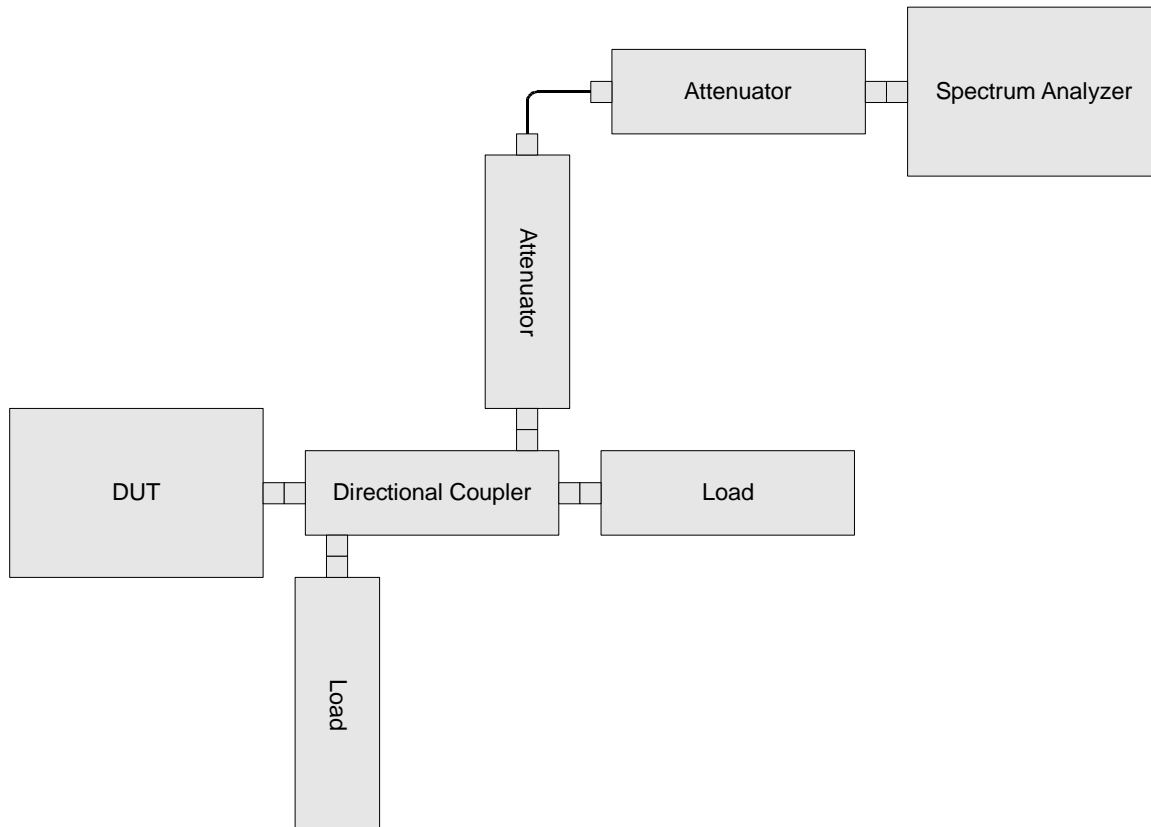 Attenuator
Spectrum Analyzer
Attenuator
DUT
Directional Coupler
Load
Load